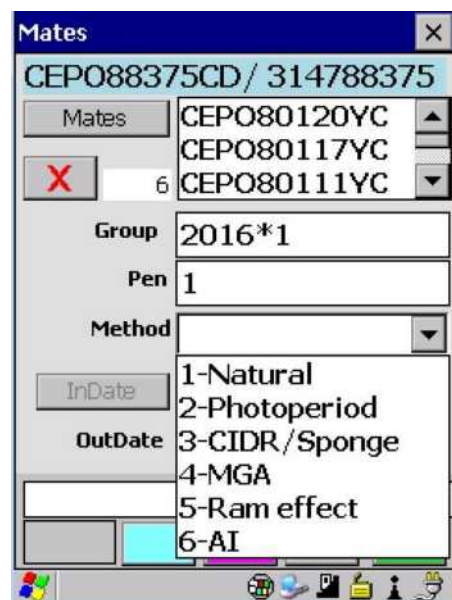 Mates
CEPO88375CD/ 314788375
Mates
CEPO80120YC
CEPO80117YC
X
6
CEPO80111YC
Group
2016*1
Pen
1
Method
InDate
1-Natural
2-Photoperiod
OutDate
3-CIDR/Sponge
4-MGA
5-Ram effect
6-AI